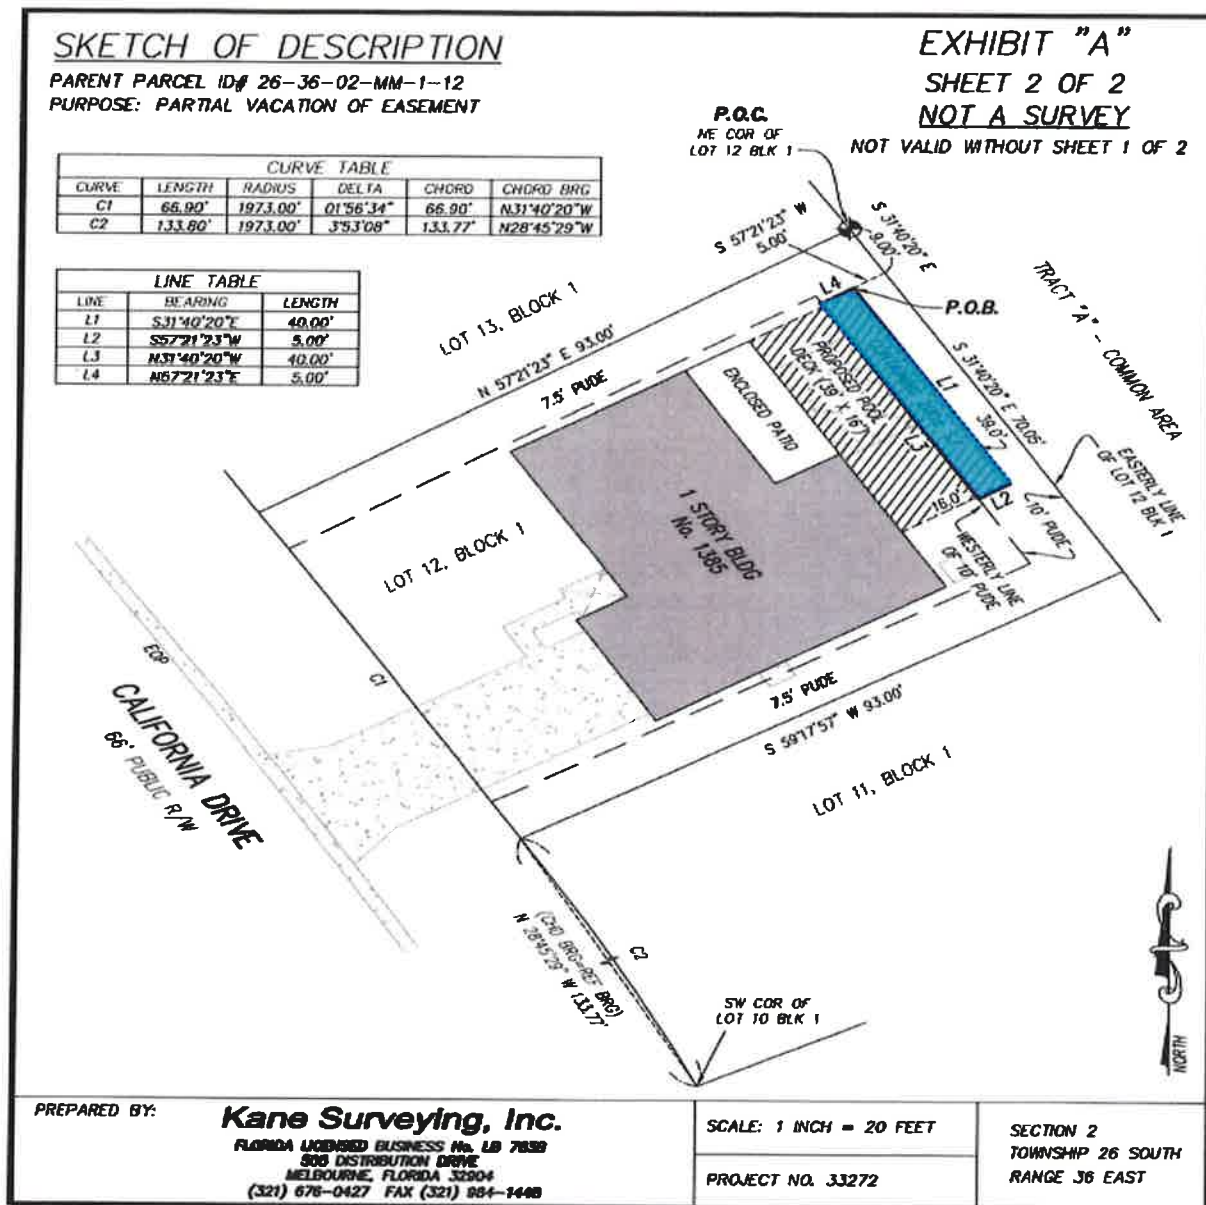 SKETCH OF DESCRIPTION
PARENT PARCEL ID# 26-36-02-MM-1-12
PURPOSE: PARTIAL VACATION OF EASEMENT
EXHIBIT "A"
SHEET 2 OF 2
NOT A SURVEY
NOT VALID WITHOUT SHEET 1 OF 2
P.O.C.
NE COR OF
LOT 12 BLK 1
CURVE TABLE
CURVE LENGTH RADIUS DELTA CHORD CHORD BRG
C1 66.90' 1973.00' 01°56'34" 66.90' N31°40'20"W
C2 133.80' 1973.00' 3°53'08" 133.77' N28°45'29"W
LINE TABLE
LINE BEARING LENGTH
L1 S31°40'20"E 40.00'
L2 S57°21'23"W 5.00'
L3 N31°40'20"W 40.00'
L4 N57°21'23"E 5.00'
S 57°21'23" W
5.00'
S 31°40'20" E
9.00'
L4
P.O.B.
TRACT "A" - COMMON AREA
LOT 13, BLOCK 1
N 57°21'23" E 93.00'
7.5' PUDE
ENCLOSED PATIO
PROPOSED POOL
DECK (39' X 16')
L1
L3
S 31°40'20" E 70.05'
39.0'
EASTERLY LINE
OF LOT 12 BLK 1
16.0'
L2
10' PUDE
WESTERLY LINE
OF 10' PUDE
1 STORY BLDG
No. 1385
LOT 12, BLOCK 1
7.5' PUDE
S 59°17'57" W 93.00'
LOT 11, BLOCK 1
EOP
C1
CALIFORNIA DRIVE
66' PUBLIC R/W
C2
(CHD BRG=REF BRG)
N 28°45'29" W 133.77'
SW COR OF
LOT 10 BLK 1
NORTH
PREPARED BY:
Kane Surveying, Inc.
FLORIDA LICENSED BUSINESS No. LB 7838
505 DISTRIBUTION DRIVE
MELBOURNE, FLORIDA 32904
(321) 676-0427 FAX (321) 984-1448
SCALE: 1 INCH = 20 FEET
PROJECT NO. 33272
SECTION 2
TOWNSHIP 26 SOUTH
RANGE 36 EAST